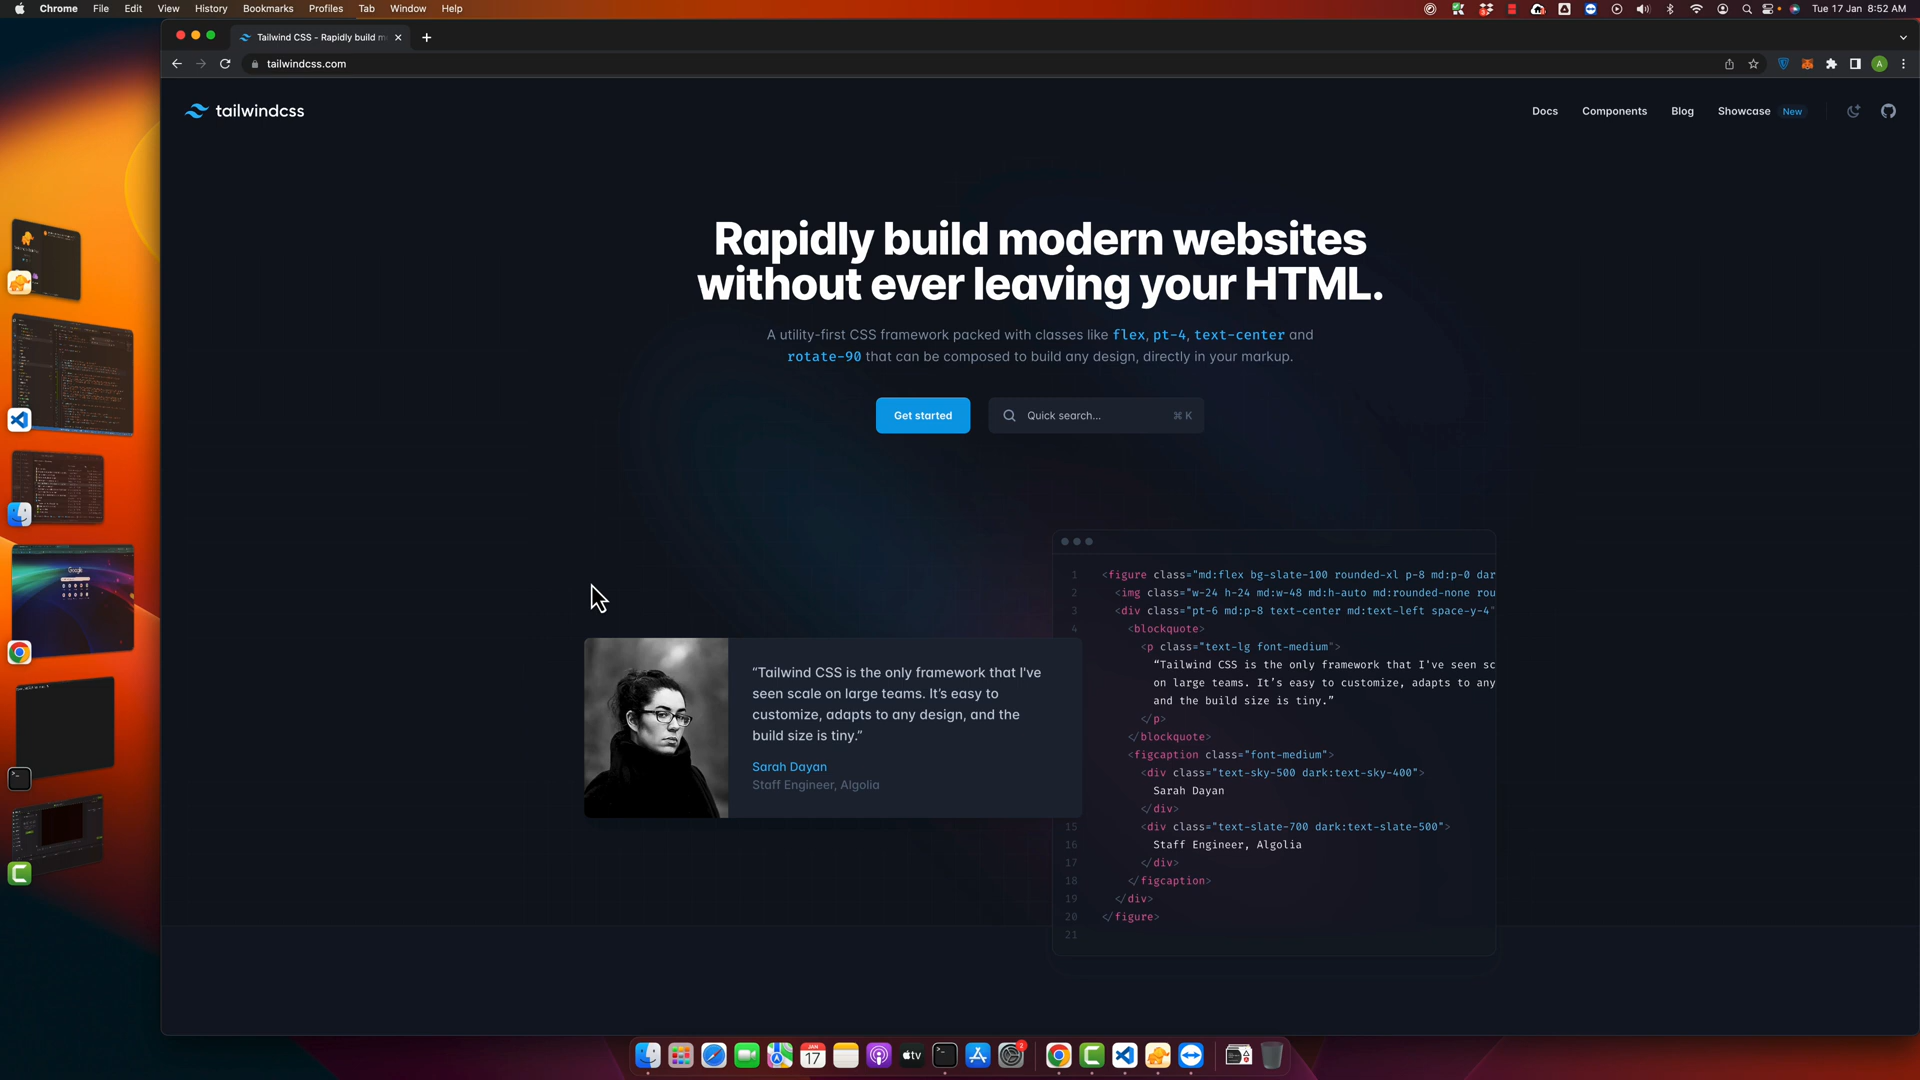 Chrome File Edit View History Bookmarks Profiles Tab Window Help
Tue 17 Jan 8:52 AM
Tailwind CSS - Rapidly build m
tailwindcss.com
A
tailwindcss
Docs Components Blog Showcase New
Rapidly build modern websites
without ever leaving your HTML.
A utility-first CSS framework packed with classes like flex, pt-4, text-center and
rotate-90 that can be composed to build any design, directly in your markup.
Get started
Quick search... ⌘ K
1 <figure class="md:flex bg-slate-100 rounded-xl p-8 md:p-0 dar
2 <img class="w-24 h-24 md:w-48 md:h-auto md:rounded-none rou
3 <div class="pt-6 md:p-8 text-center md:text-left space-y-4"
4 <blockquote>
<p class="text-lg font-medium">
“Tailwind CSS is the only framework that I've seen sc
on large teams. It’s easy to customize, adapts to any
and the build size is tiny.”
</p>
</blockquote>
<figcaption class="font-medium">
<div class="text-sky-500 dark:text-sky-400">
Sarah Dayan
</div>
15 <div class="text-slate-700 dark:text-slate-500">
16 Staff Engineer, Algolia
17 </div>
18 </figcaption>
19 </div>
20 </figure>
21
“Tailwind CSS is the only framework that I've
seen scale on large teams. It’s easy to
customize, adapts to any design, and the
build size is tiny.”
Sarah Dayan
Staff Engineer, Algolia
Google
JAN
17
tv
2